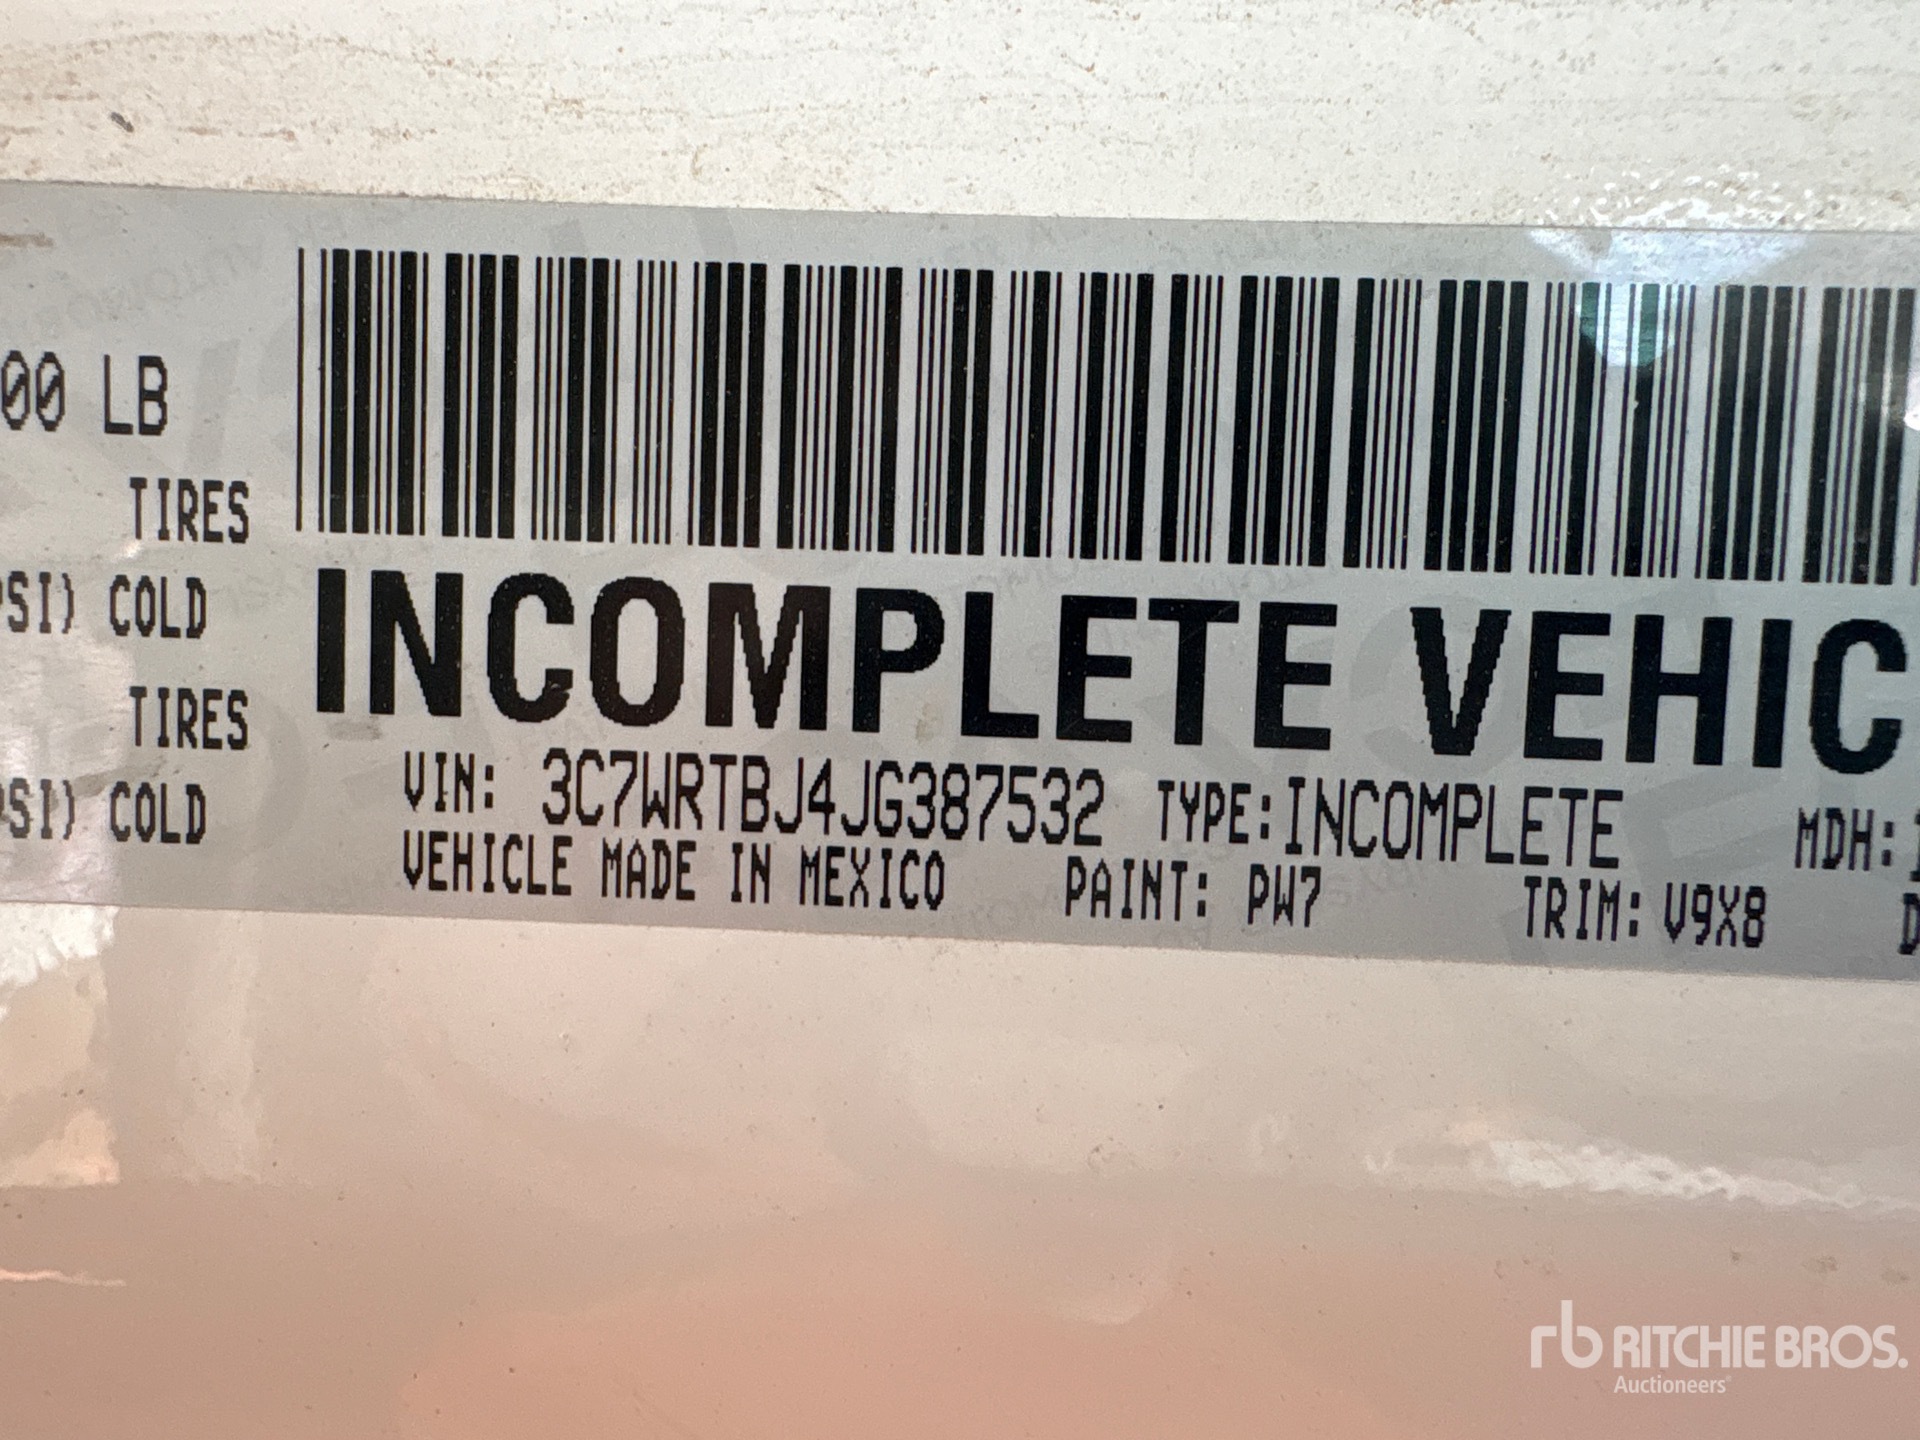 00 LB
TIRES
SI) COLD
TIRES
SI) COLD
INCOMPLETE VEHIC
VIN: 3C7WRTBJ4JG387532 TYPE: INCOMPLETE MDH:
VEHICLE MADE IN MEXICO PAINT: PW7 TRIM: V9X8
rb RITCHIE BROS.
Auctioneers